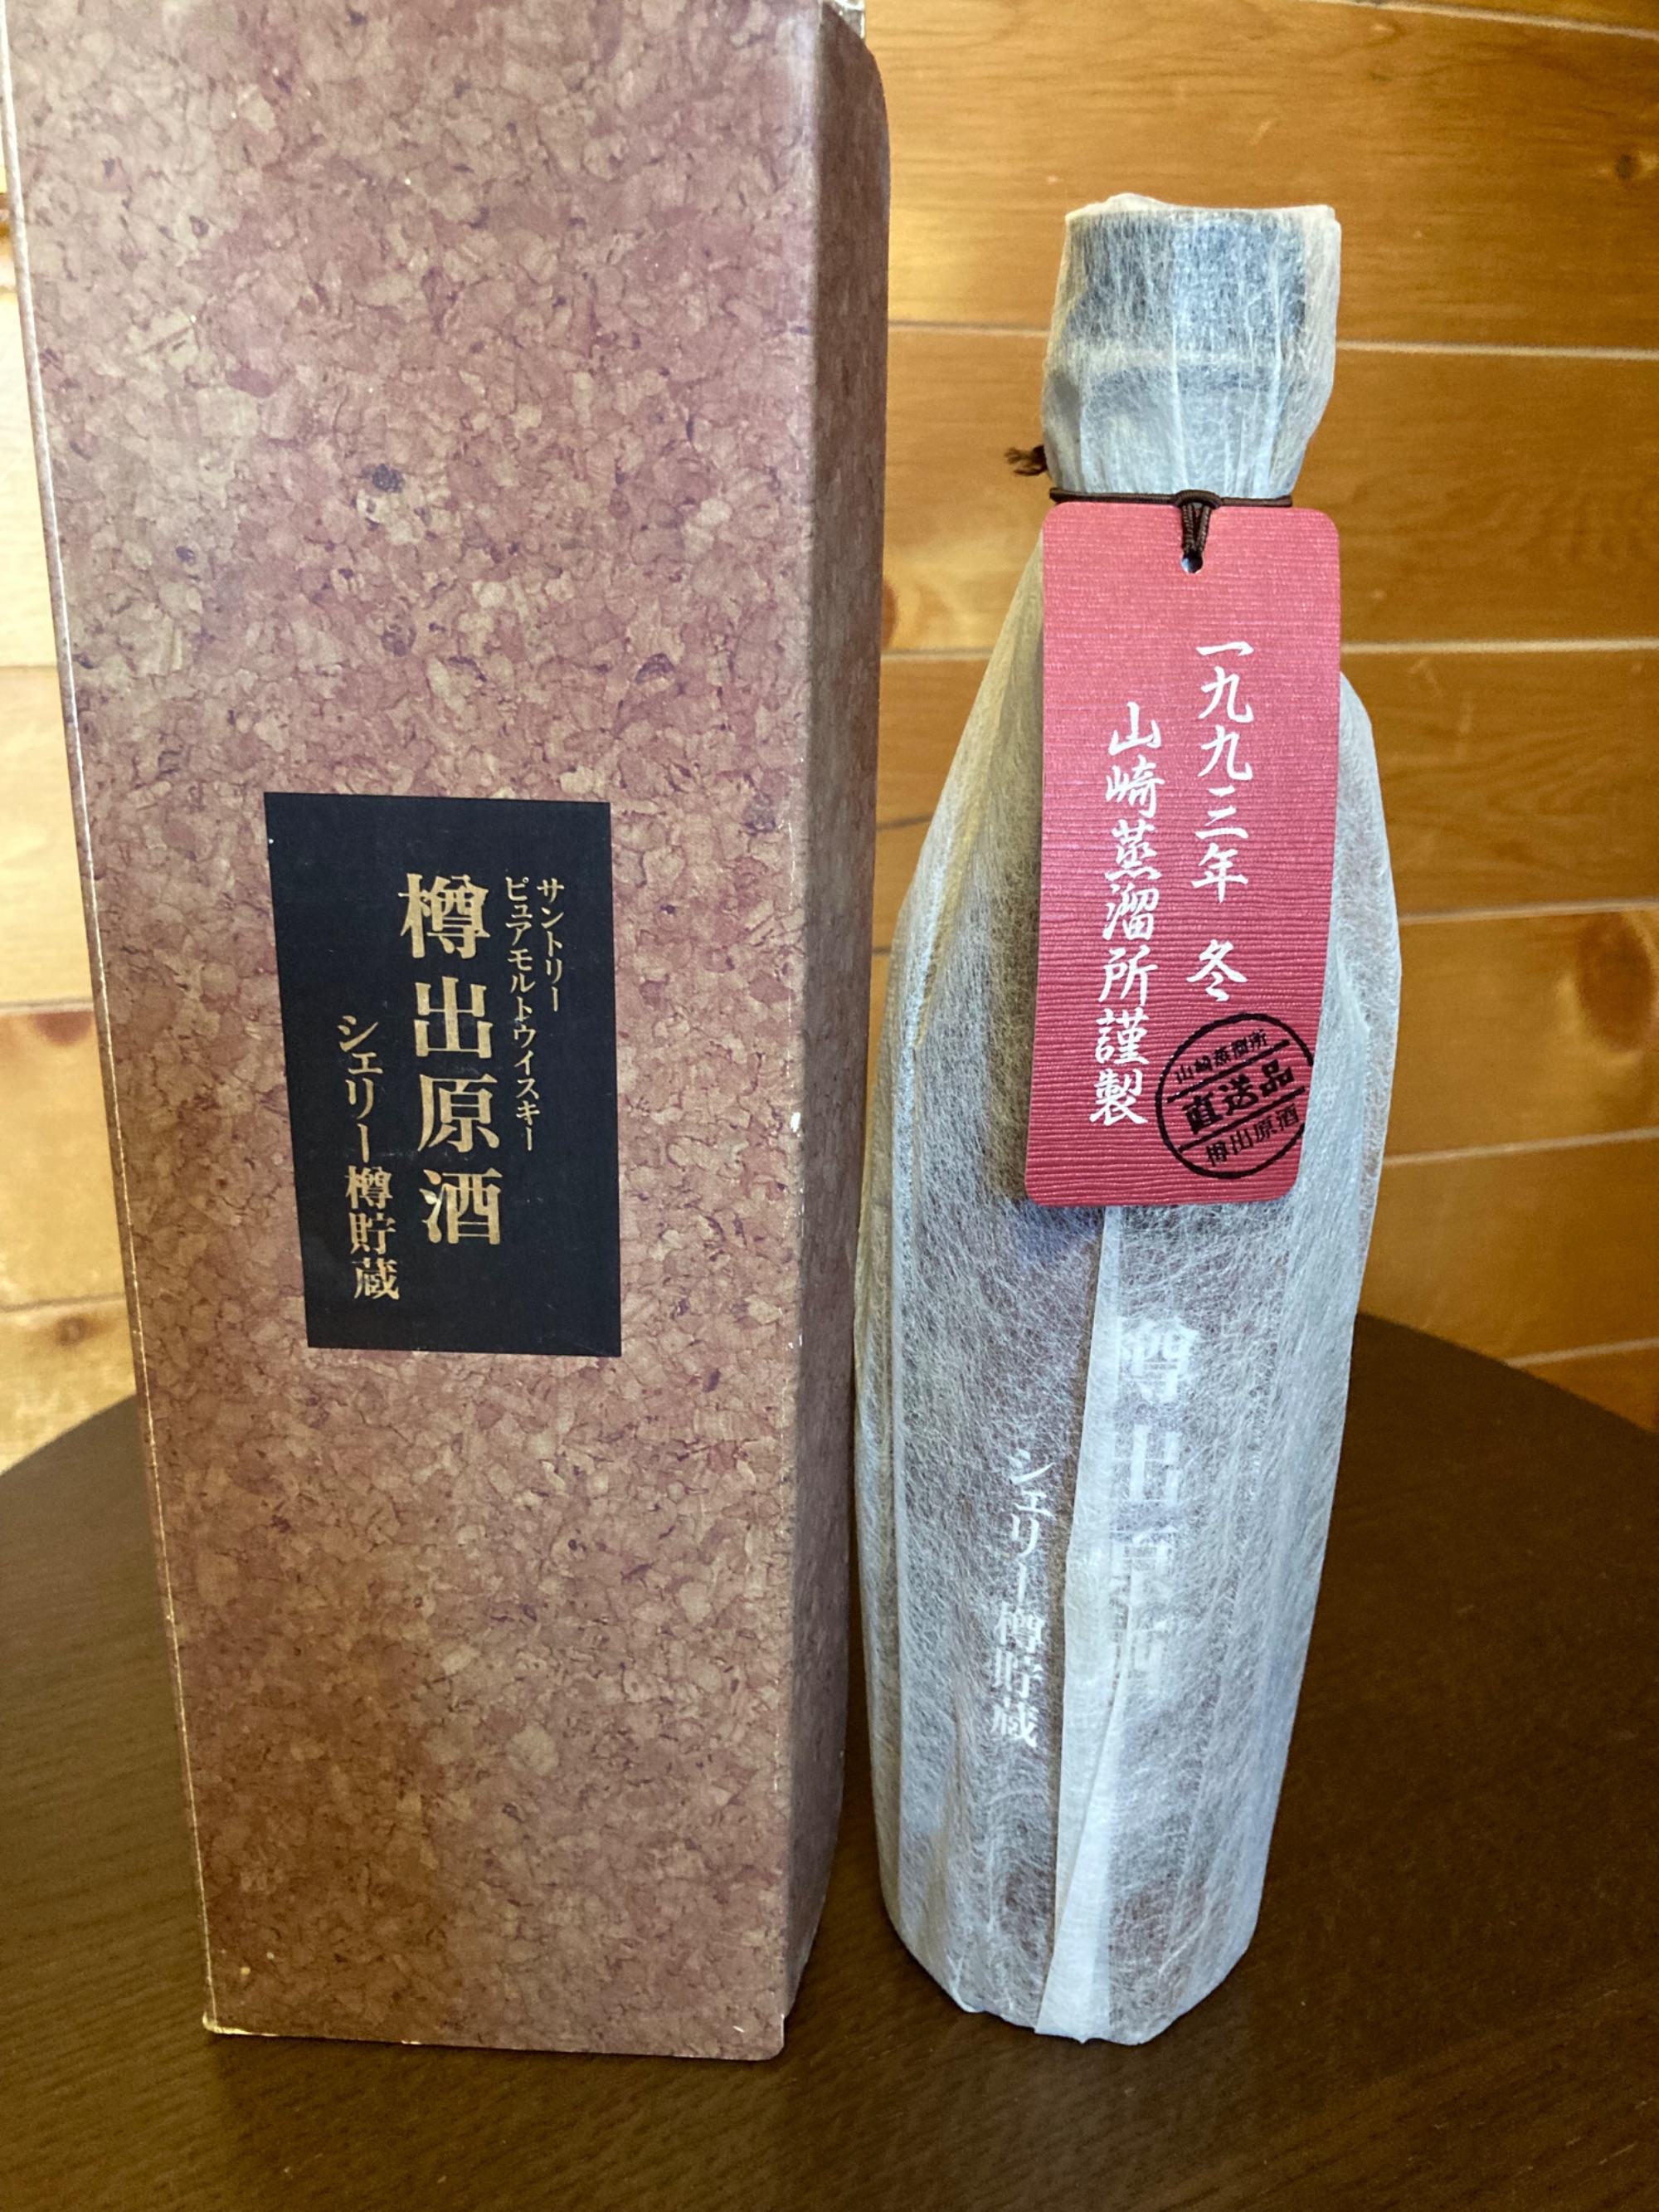 サントリー
ピュアモルトウイスキー
樽出原酒
シェリー樽貯蔵
一九九三年 冬
山崎蒸溜所謹製
山崎蒸溜所
直送品
樽出原酒
樽出原酒
シェリー樽貯蔵